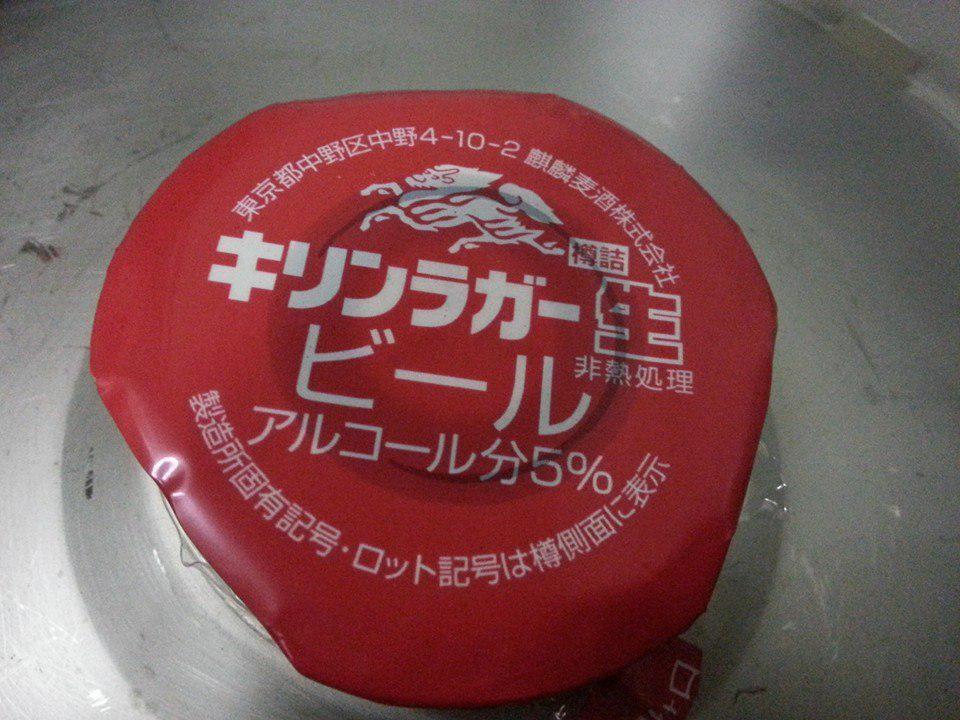 東京都中野区中野4-10-2 麒麟麦酒株式会社
樽詰
生
キリンラガー
非熱処理
ビール
アルコール分5%
製造所固有記号・ロット記号は樽側面に表示